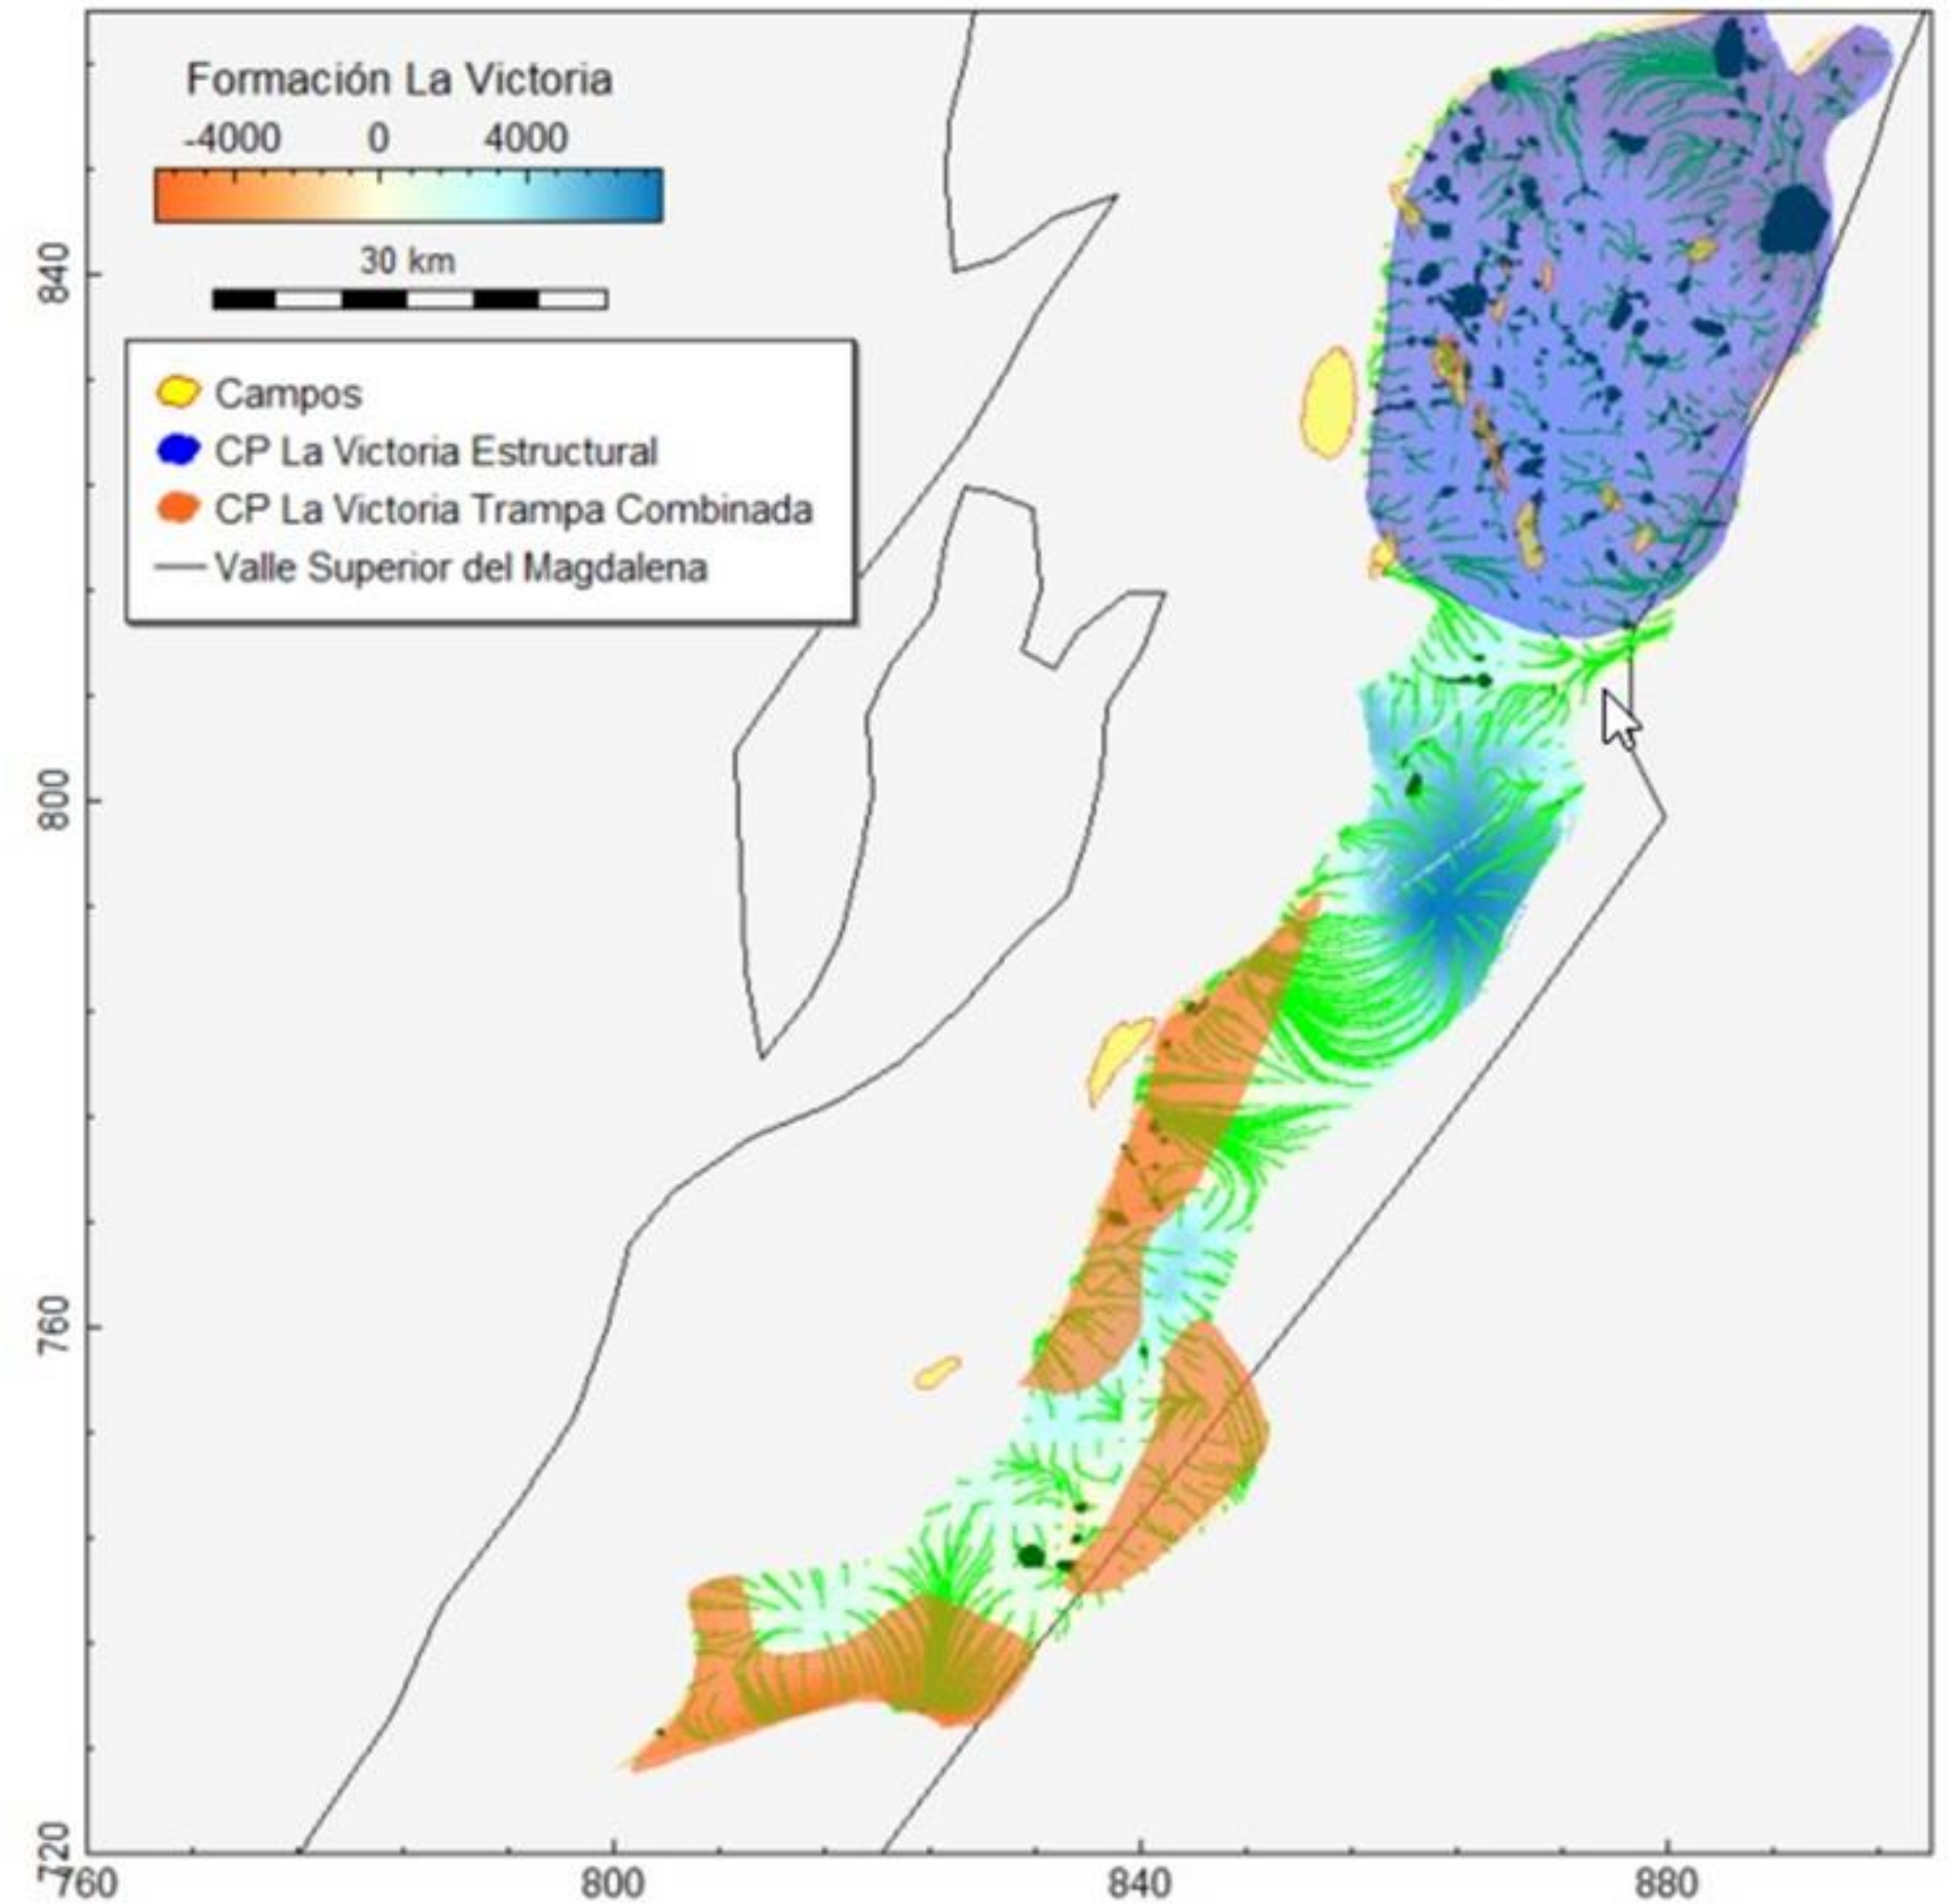 Formación La Victoria
-4000 0 4000
30 km
Campos
CP La Victoria Estructural
CP La Victoria Trampa Combinada
Valle Superior del Magdalena
840
800
760
720
760 800 840 880